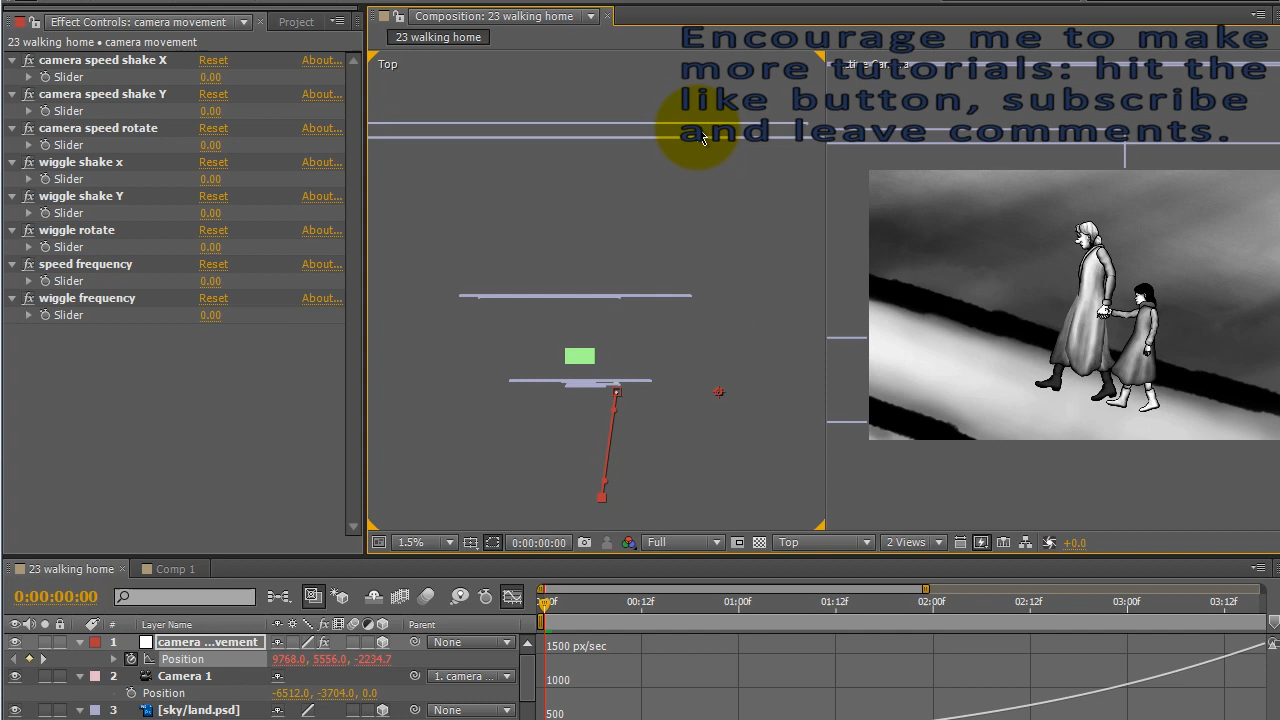 Effect Controls: camera movement
Project
Composition: 23 walking home
23 walking home • camera movement
23 walking home
Encourage me to make
more tutorials: hit the
like button, subscribe
and leave comments.
Top
camera speed shake X Reset About...
Slider 0.00
camera speed shake Y Reset About...
Slider 0.00
camera speed rotate Reset About...
Slider 0.00
wiggle shake x Reset About...
Slider 0.00
wiggle shake Y Reset About...
Slider 0.00
wiggle rotate Reset About...
Slider 0.00
speed frequency Reset About...
Slider 0.00
wiggle frequency Reset About...
Slider 0.00
1.5% 0:00:00:00 Full Top 2 Views +0.0
23 walking home Comp 1
0:00:00:00
00:12f 01:00f 01:12f 02:00f 02:12f 03:00f 03:12f
# Layer Name Parent
1 camera ...vement None
Position 9768.0, 5556.0, -2234.7
2 Camera 1 1. camera ...
Position -6512.0, -3704.0, 0.0
3 [sky/land.psd] None
1500 px/sec
1000
500